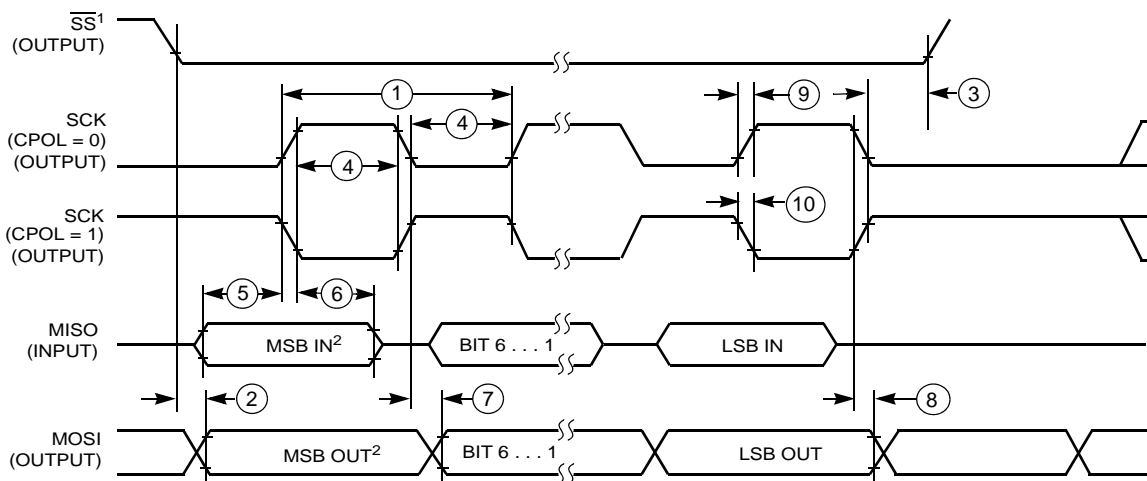 SS¹
(OUTPUT)
1
9
3
SCK
(CPOL = 0)
(OUTPUT)
4
4
SCK
(CPOL = 1)
(OUTPUT)
10
5
6
MISO
(INPUT)
MSB IN²
BIT 6 . . . 1
LSB IN
2
7
8
MOSI
(OUTPUT)
MSB OUT²
BIT 6 . . . 1
LSB OUT